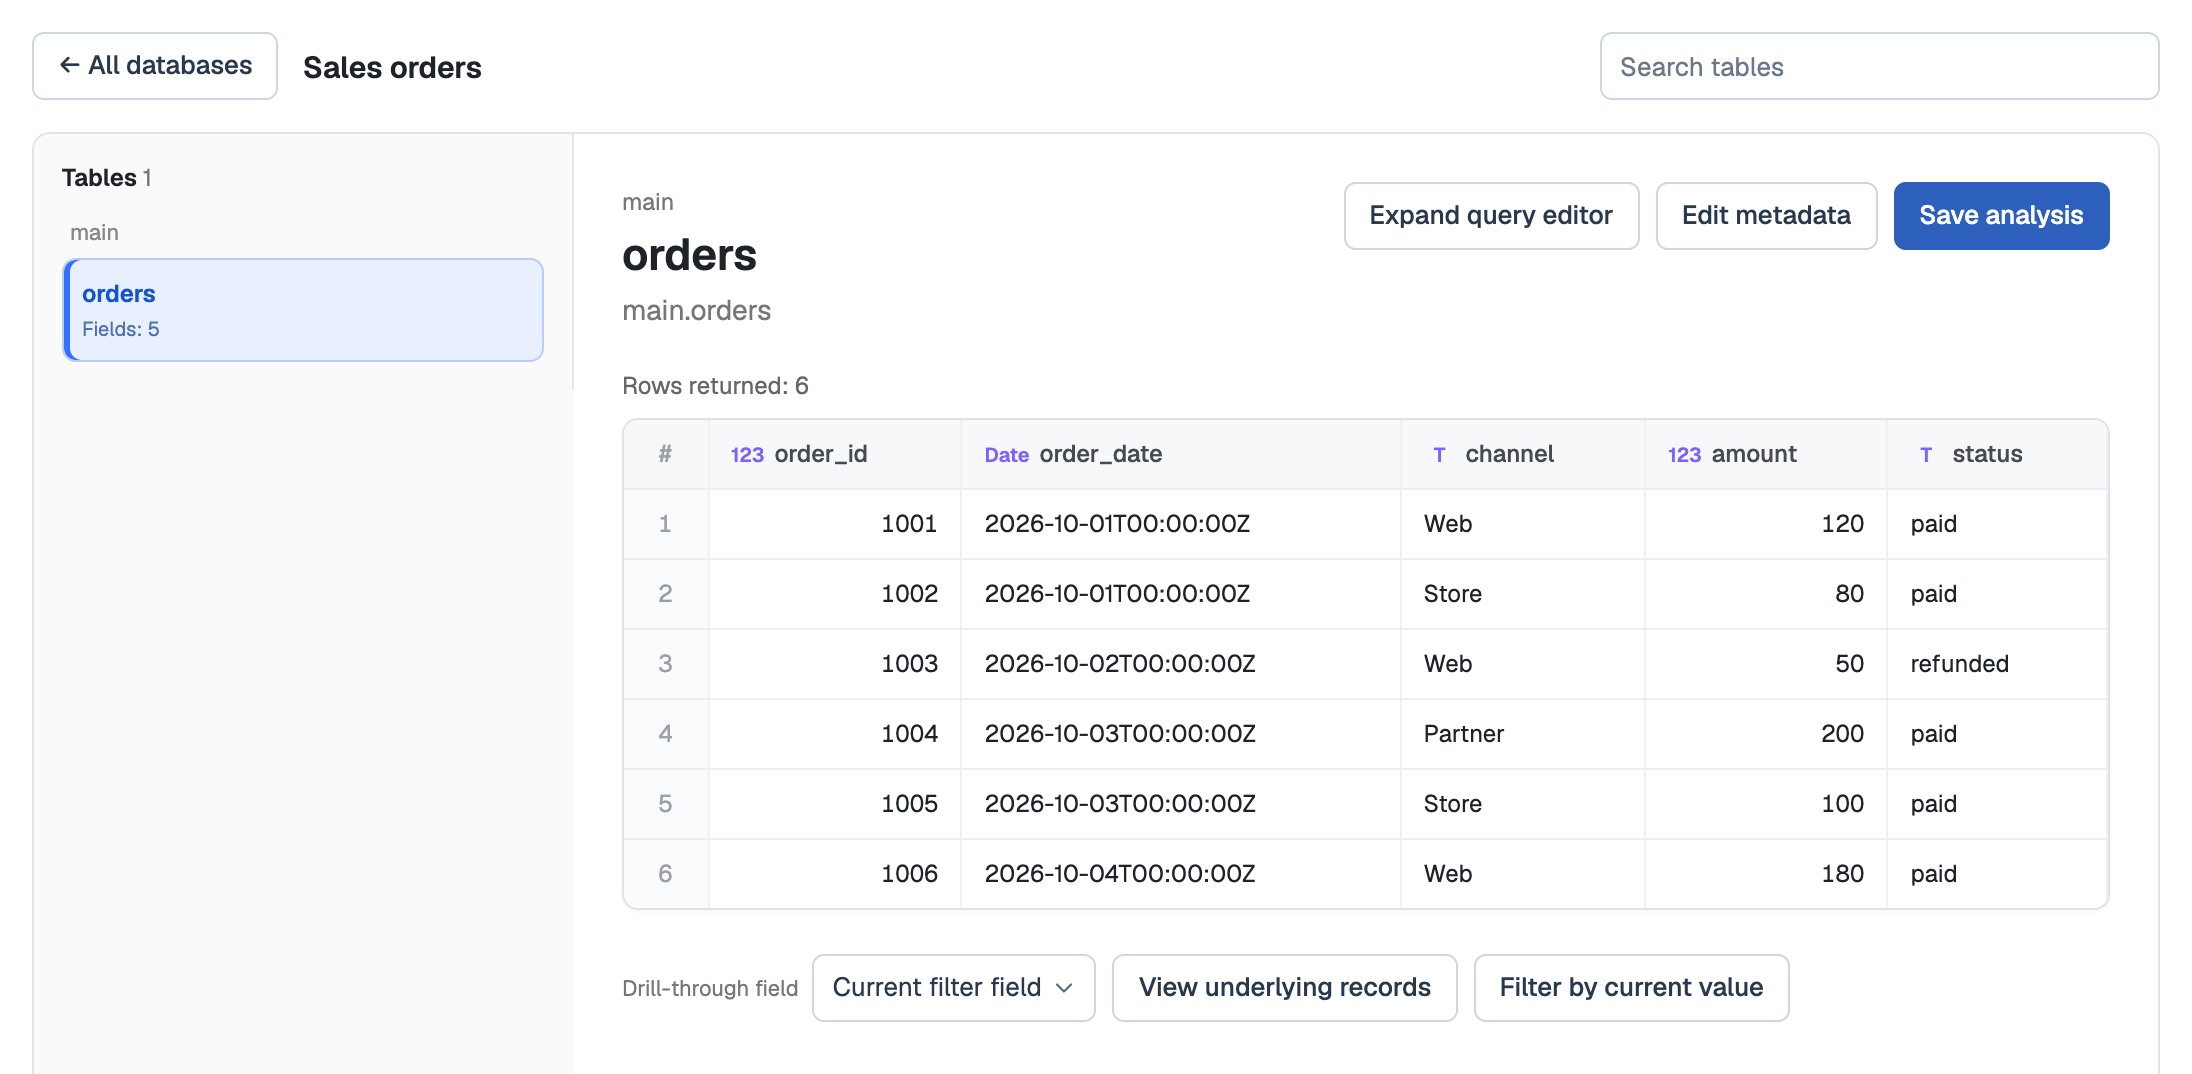 ← All databases
Sales orders
Search tables
Tables 1
main
orders
Fields: 5
main
orders
main.orders
Expand query editor
Edit metadata
Save analysis
Rows returned: 6
# 123 order_id Date order_date T channel 123 amount T status
1 1001 2026-10-01T00:00:00Z Web 120 paid
2 1002 2026-10-01T00:00:00Z Store 80 paid
3 1003 2026-10-02T00:00:00Z Web 50 refunded
4 1004 2026-10-03T00:00:00Z Partner 200 paid
5 1005 2026-10-03T00:00:00Z Store 100 paid
6 1006 2026-10-04T00:00:00Z Web 180 paid
Drill-through field Current filter field View underlying records Filter by current value